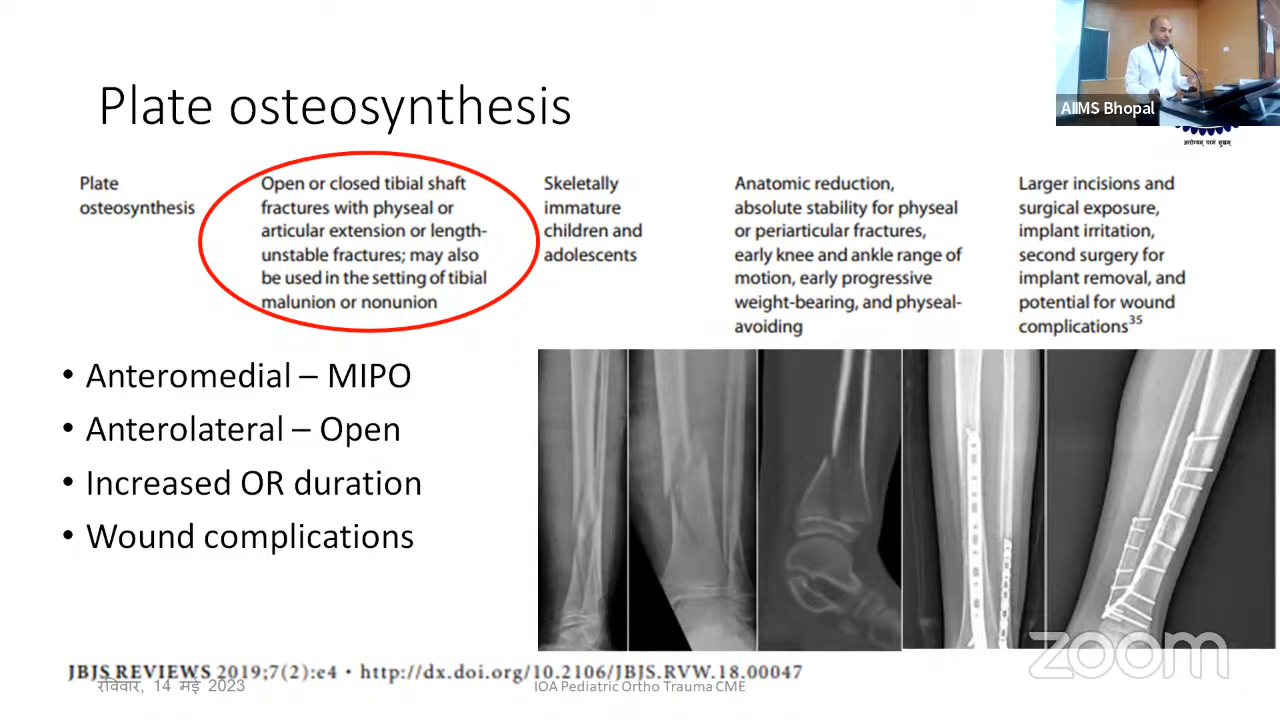 AIIMS Bhopal
आरोग्यम् परमं सुखम्
Plate osteosynthesis
Plate
osteosynthesis
Open or closed tibial shaft
fractures with physeal or
articular extension or length-
unstable fractures; may also
be used in the setting of tibial
malunion or nonunion
Skeletally
immature
children and
adolescents
Anatomic reduction,
absolute stability for physeal
or periarticular fractures,
early knee and ankle range of
motion, early progressive
weight-bearing, and physeal-
avoiding
Larger incisions and
surgical exposure,
implant irritation,
second surgery for
implant removal, and
potential for wound
complications35
• Anteromedial – MIPO
• Anterolateral – Open
• Increased OR duration
• Wound complications
zoom
JBJS REVIEWS 2019;7(2):e4 • http://dx.doi.org/10.2106/JBJS.RVW.18.00047
रविवार, 14 मई 2023
IOA Pediatric Ortho Trauma CME